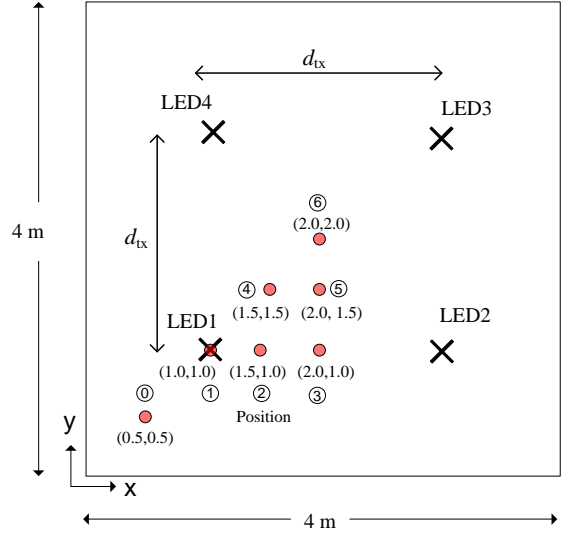 d_tx
LED4
LED3
⑥
(2.0,2.0)
4 m
d_tx
④
⑤
(1.5,1.5)
(2.0, 1.5)
LED1
LED2
(1.0,1.0)
(1.5,1.0)
(2.0,1.0)
⓪
①
②
③
Position
(0.5,0.5)
y
x
4 m